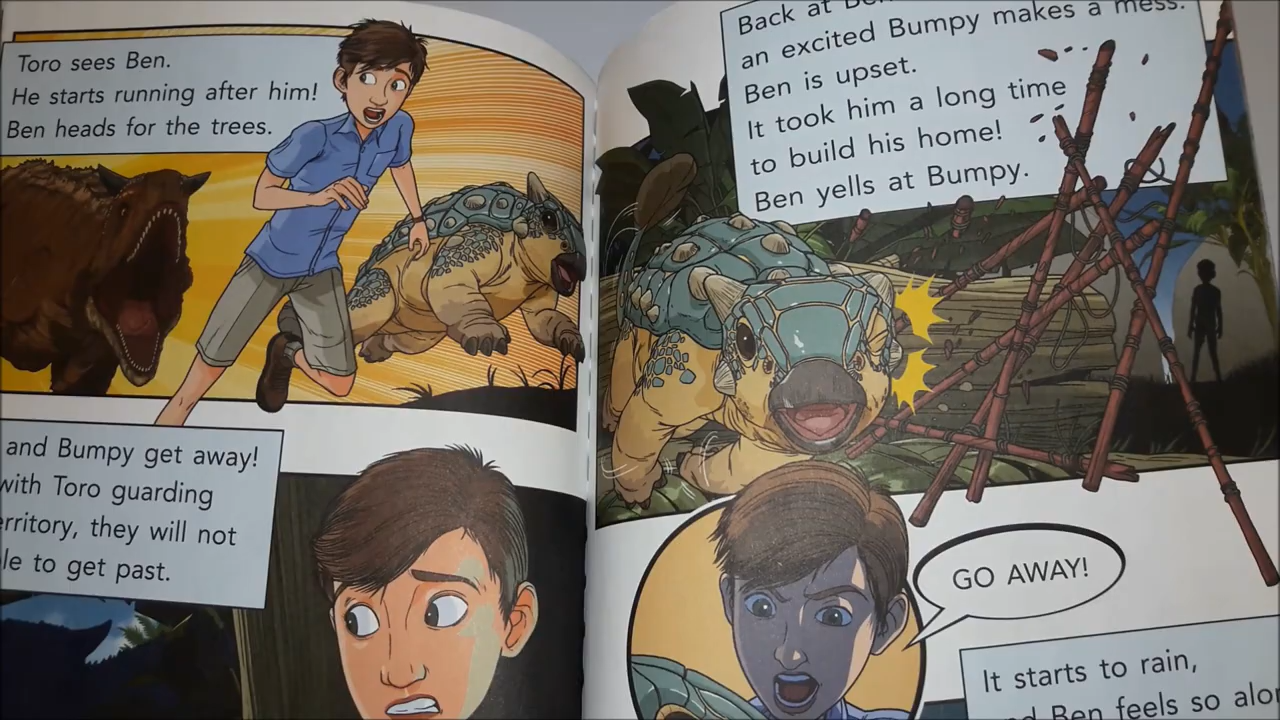 Toro sees Ben.
He starts running after him!
Ben heads for the trees.
and Bumpy get away!
with Toro guarding
they will not
to get past.
Back at
an excited Bumpy makes a mess.
Ben is upset.
It took him a long time
to build his home!
Ben yells at Bumpy.
GO AWAY!
It starts to rain,
Ben feels so